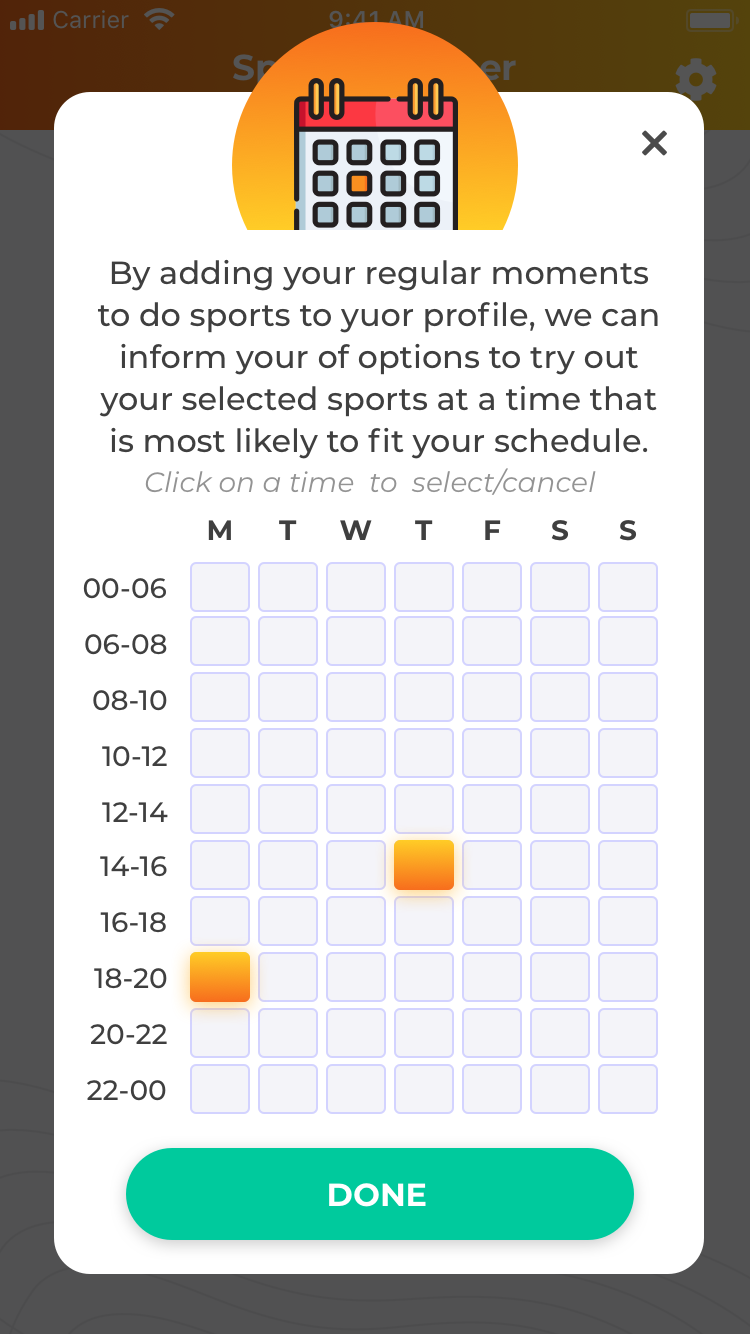 Carrier
9:41 AM
By adding your regular moments
to do sports to yuor profile, we can
inform your of options to try out
your selected sports at a time that
is most likely to fit your schedule.
Click on a time to select/cancel
M T W T F S S
00-06
06-08
08-10
10-12
12-14
14-16
16-18
18-20
20-22
22-00
DONE